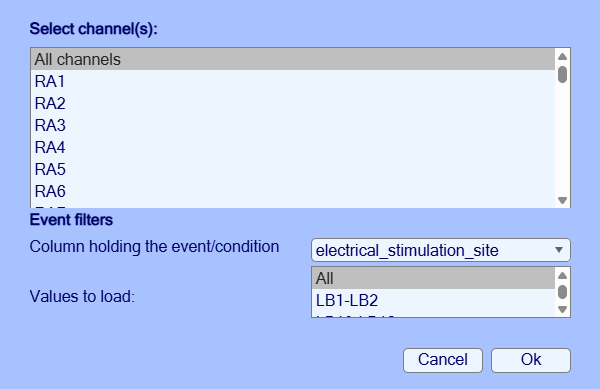 Select channel(s):
All channels
RA1
RA2
RA3
RA4
RA5
RA6
Event filters
Column holding the event/condition
electrical_stimulation_site
Values to load:
All
LB1-LB2
Cancel
Ok